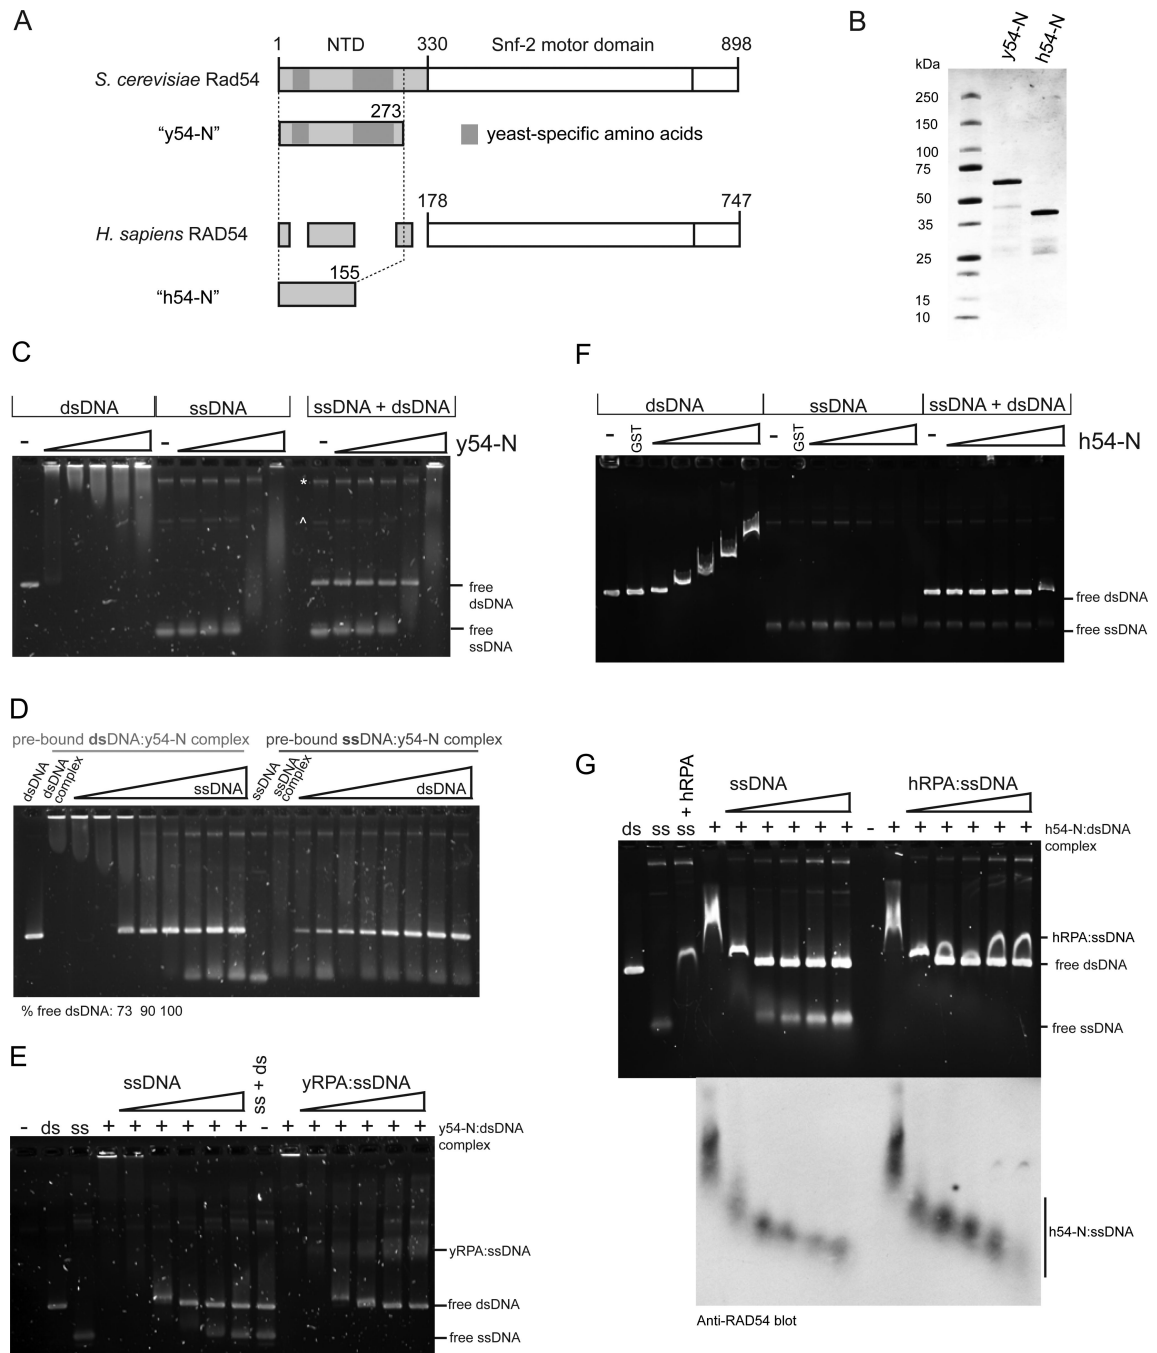 A
1 NTD 330 Snf-2 motor domain 898
S. cerevisiae Rad54
273
“y54-N”
yeast-specific amino acids
178 747
H. sapiens RAD54
155
“h54-N”
B
y54-N h54-N
kDa
250
150
100
75
50
35
25
15
10
C
dsDNA ssDNA ssDNA + dsDNA
- - - y54-N
*
^
free
dsDNA
free
ssDNA
F
dsDNA ssDNA ssDNA + dsDNA
- GST - GST - h54-N
free dsDNA
free ssDNA
D
pre-bound dsDNA:y54-N complex pre-bound ssDNA:y54-N complex
dsDNA
dsDNA
complex
ssDNA
ssDNA
ssDNA
complex
dsDNA
% free dsDNA: 73 90 100
E
ssDNA ss + ds yRPA:ssDNA
- ds ss + + + + + + - + + + + + + y54-N:dsDNA
complex
yRPA:ssDNA
free dsDNA
free ssDNA
G
ssDNA hRPA:ssDNA
ds ss ss + hRPA + + + + + + - + + + + + + h54-N:dsDNA
complex
hRPA:ssDNA
free dsDNA
free ssDNA
h54-N:ssDNA
Anti-RAD54 blot